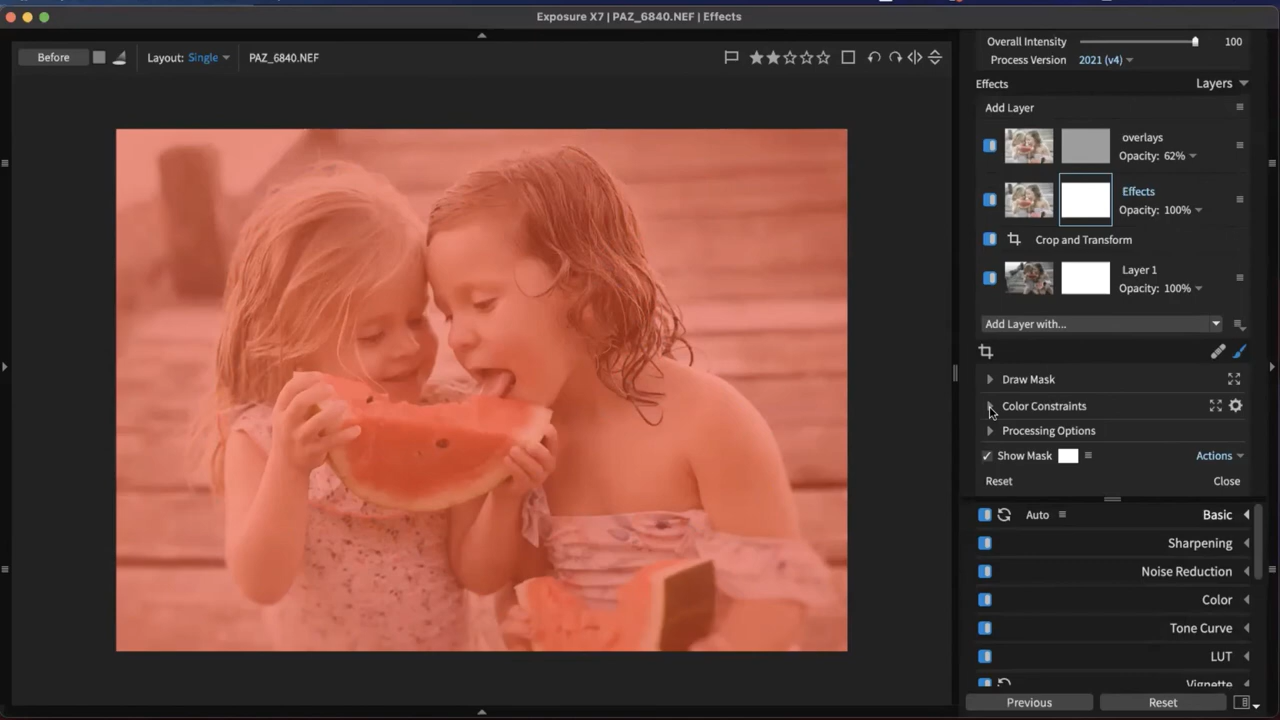 Exposure X7 | PAZ_6840.NEF | Effects
Before
Layout: Single
PAZ_6840.NEF
Overall Intensity 100
Process Version 2021 (v4)
Effects Layers
Add Layer
overlays
Opacity: 62%
Effects
Opacity: 100%
Crop and Transform
Layer 1
Opacity: 100%
Add Layer with...
Draw Mask
Color Constraints
Processing Options
Show Mask Actions
Reset Close
Auto Basic
Sharpening
Noise Reduction
Color
Tone Curve
LUT
Vignette
Previous Reset